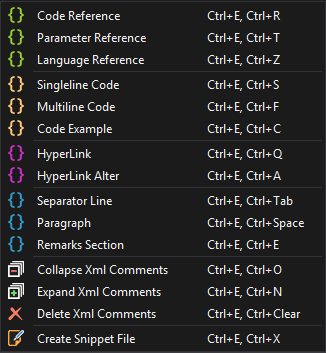 Code Reference Ctrl+E, Ctrl+R
Parameter Reference Ctrl+E, Ctrl+T
Language Reference Ctrl+E, Ctrl+Z
Singleline Code Ctrl+E, Ctrl+S
Multiline Code Ctrl+E, Ctrl+F
Code Example Ctrl+E, Ctrl+C
HyperLink Ctrl+E, Ctrl+Q
HyperLink Alter Ctrl+E, Ctrl+A
Separator Line Ctrl+E, Ctrl+Tab
Paragraph Ctrl+E, Ctrl+Space
Remarks Section Ctrl+E, Ctrl+E
Collapse Xml Comments Ctrl+E, Ctrl+O
Expand Xml Comments Ctrl+E, Ctrl+N
Delete Xml Comments Ctrl+E, Ctrl+Clear
Create Snippet File Ctrl+E, Ctrl+X